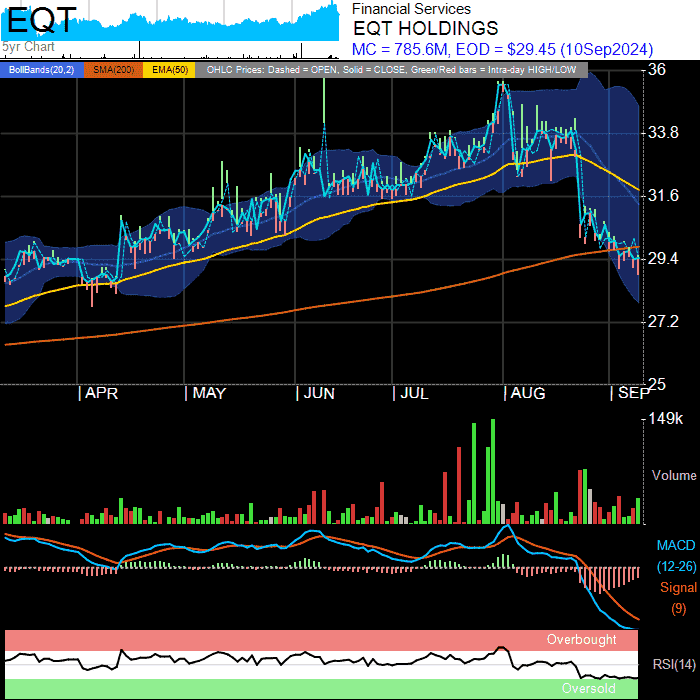 EQT
5yr Chart
Financial Services
EQT HOLDINGS
MC = 785.6M, EOD = $29.45 (10Sep2024)
BollBands(20,2) SMA(200) EMA(50) OHLC Prices: Dashed = OPEN, Solid = CLOSE, Green/Red bars = Intra-day HIGH/LOW
36
33.8
31.6
29.4
27.2
25
| APR | MAY | JUN | JUL | AUG | SEP
149k
Volume
MACD
(12-26)
Signal
(9)
Overbought
RSI(14)
Oversold